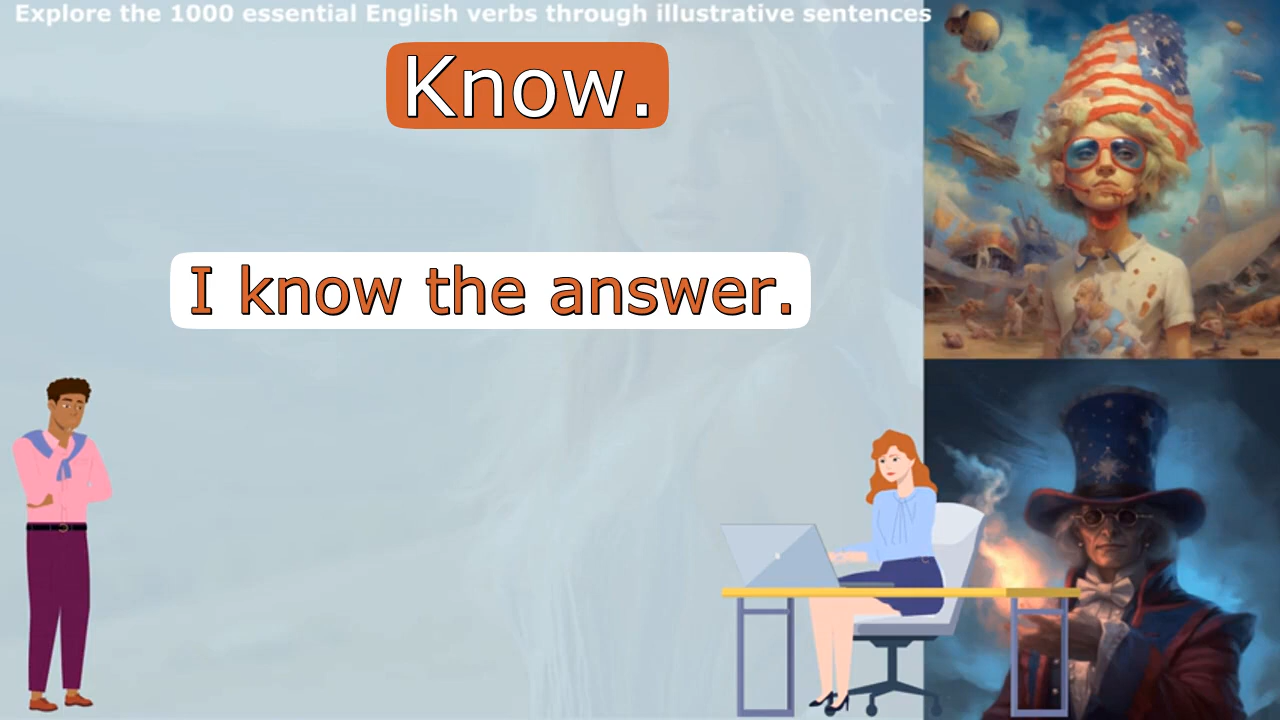 Explore the 1000 essential English verbs through illustrative sentences
Know.
I know the answer.